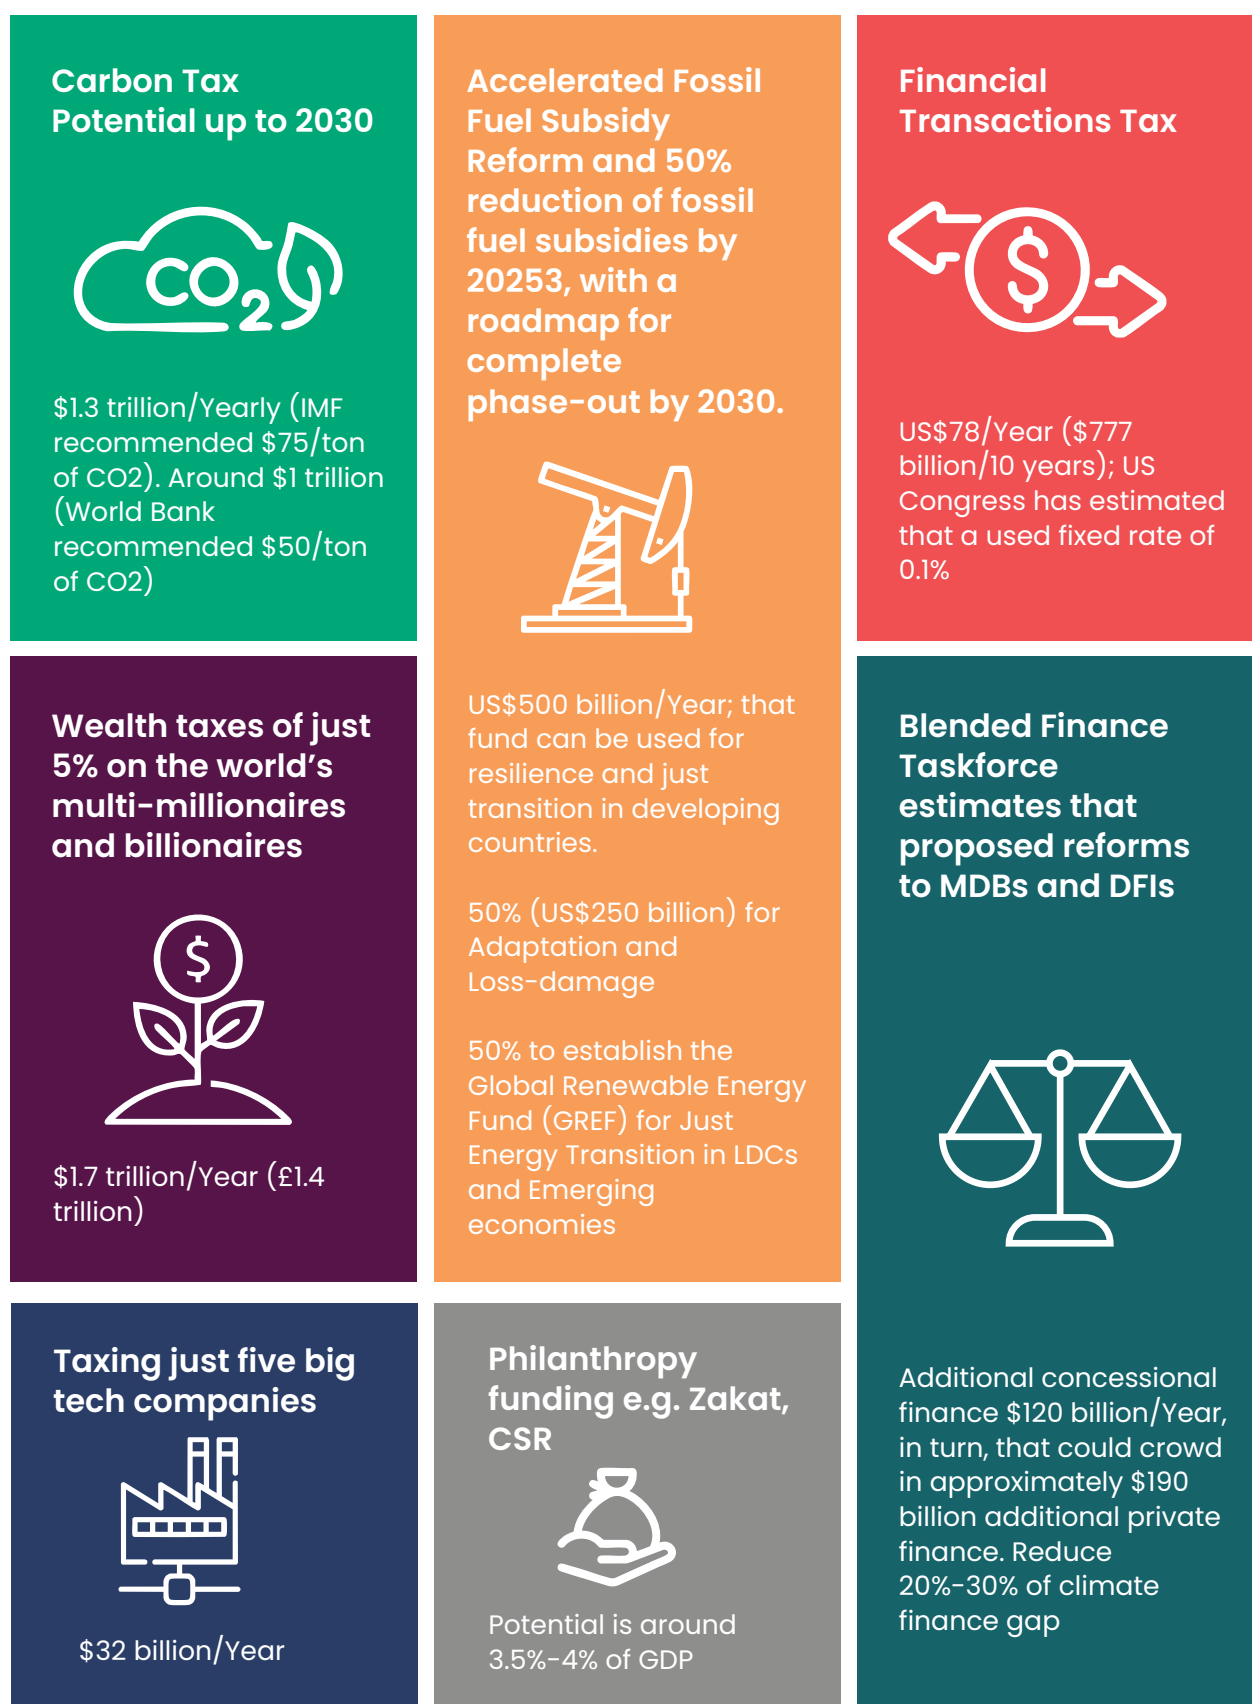 Carbon Tax
Potential up to 2030
CO2
$1.3 trillion/Yearly (IMF
recommended $75/ton
of CO2). Around $1 trillion
(World Bank
recommended $50/ton
of CO2)
Accelerated Fossil
Fuel Subsidy
Reform and 50%
reduction of fossil
fuel subsidies by
20253, with a
roadmap for
complete
phase-out by 2030.
US$500 billion/Year; that
fund can be used for
resilience and just
transition in developing
countries.
50% (US$250 billion) for
Adaptation and
Loss-damage
50% to establish the
Global Renewable Energy
Fund (GREF) for Just
Energy Transition in LDCs
and Emerging
economies
Financial
Transactions Tax
$
US$78/Year ($777
billion/10 years); US
Congress has estimated
that a used fixed rate of
0.1%
Wealth taxes of just
5% on the world's
multi-millionaires
and billionaires
$
$1.7 trillion/Year (£1.4
trillion)
Blended Finance
Taskforce
estimates that
proposed reforms
to MDBs and DFIs
Additional concessional
finance $120 billion/Year,
in turn, that could crowd
in approximately $190
billion additional private
finance. Reduce
20%-30% of climate
finance gap
Taxing just five big
tech companies
$32 billion/Year
Philanthropy
funding e.g. Zakat,
CSR
Potential is around
3.5%-4% of GDP